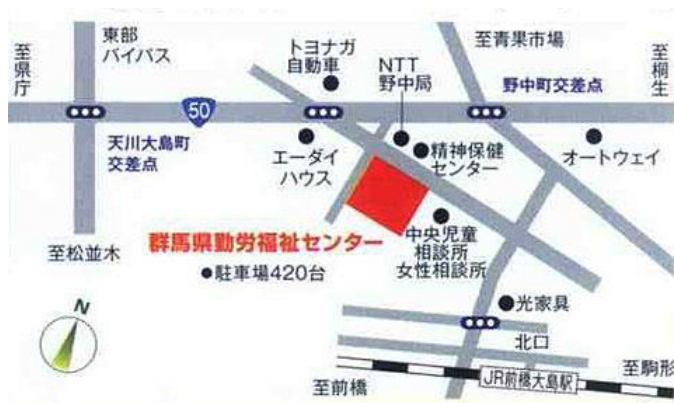 東部
バイパス
至県庁
トヨナガ
自動車
NTT
野中局
至青果市場
野中町交差点
至桐生
50
天川大島町
交差点
エーダイ
ハウス
精神保健
センター
オートウェイ
群馬県勤労福祉センター
●駐車場420台
中央児童
相談所
女性相談所
至松並木
N
光家具
北口
至前橋
JR前橋大島駅
至駒形